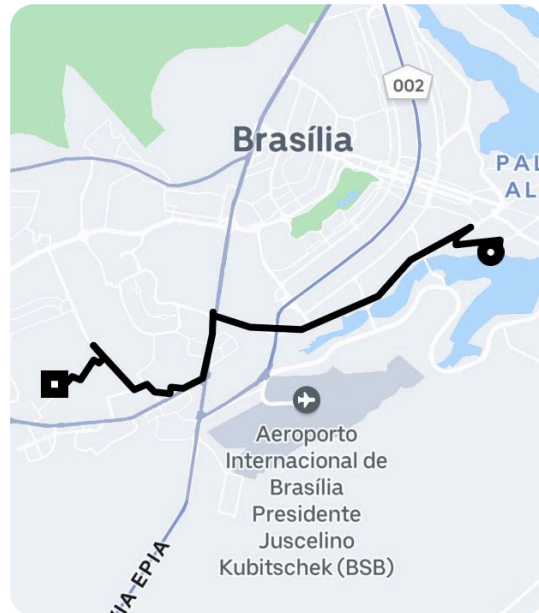 002
Brasília
PAL
AL
Aeroporto
Internacional de
Brasília
Presidente
Juscelino
Kubitschek (BSB)
IA-EPIA